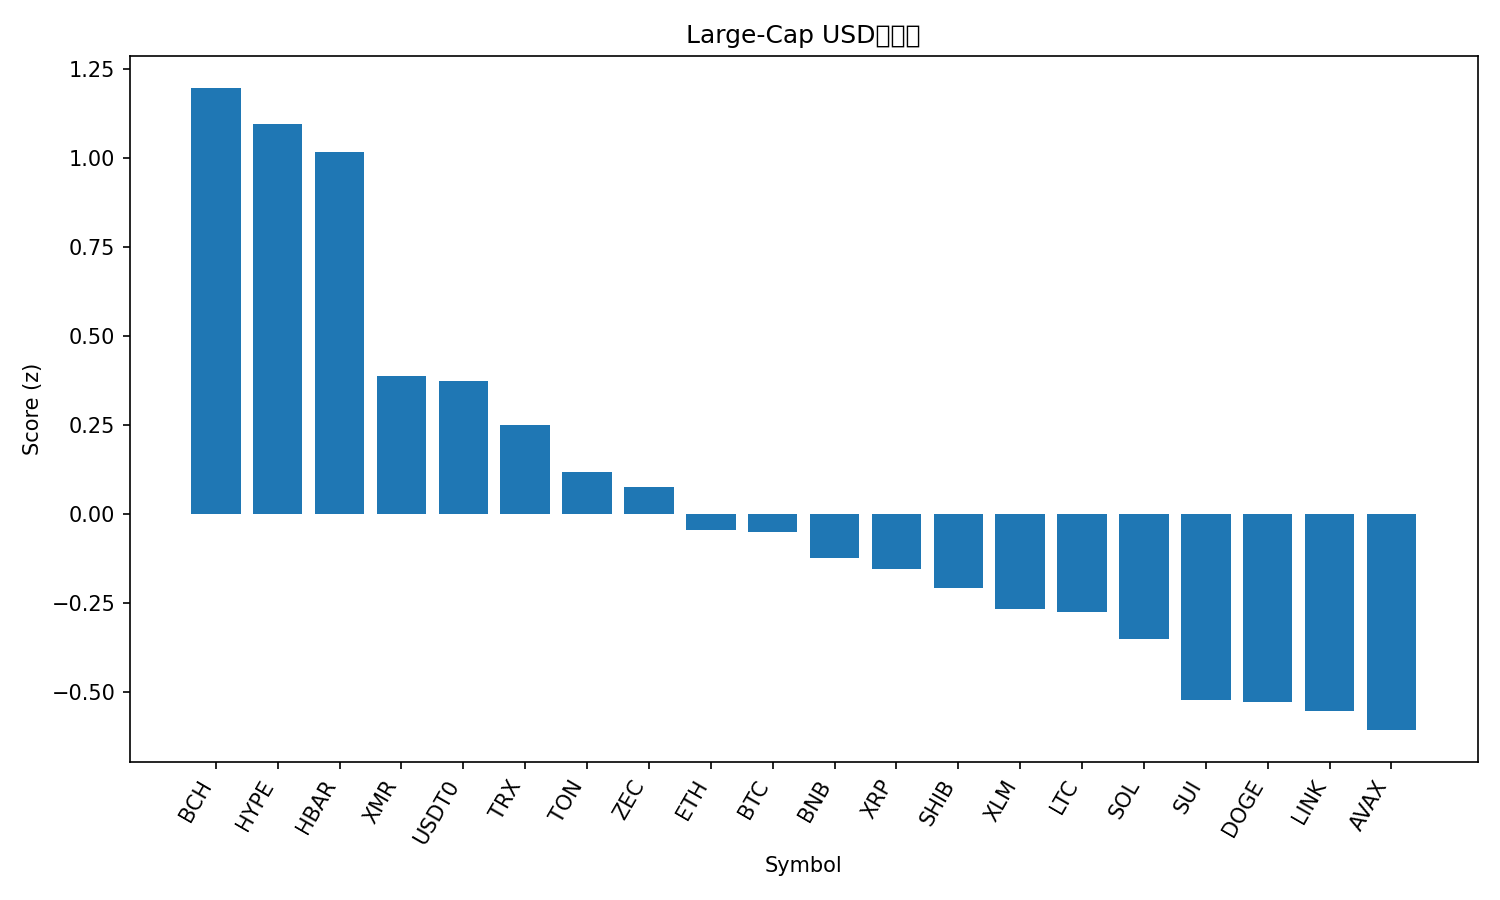 Large-Cap USD
1.25
1.00
0.75
0.50
0.25
0.00
−0.25
−0.50
Score (z)
BCH
HYPE
HBAR
XMR
USDT0
TRX
TON
ZEC
ETH
BTC
BNB
XRP
SHIB
XLM
LTC
SOL
SUI
DOGE
LINK
AVAX
Symbol